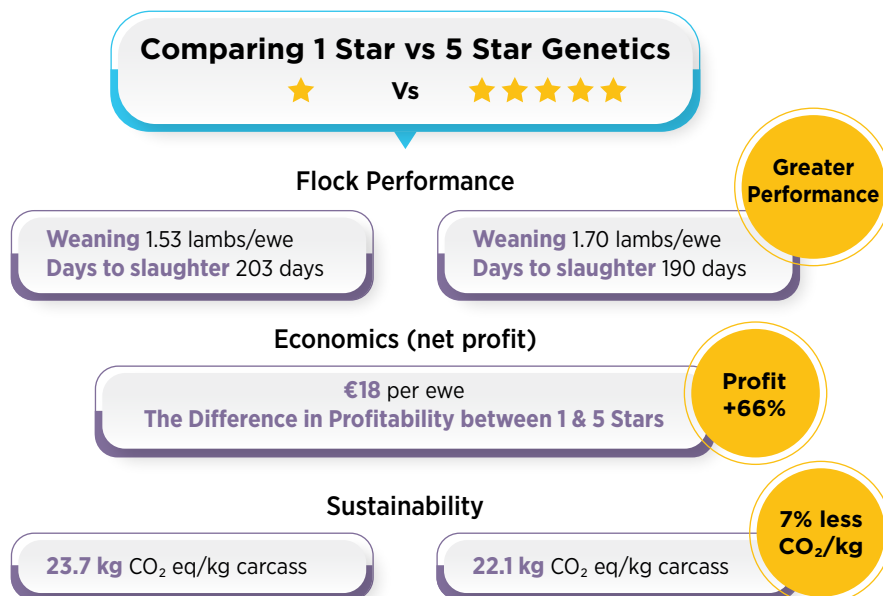 Comparing 1 Star vs 5 Star Genetics
Vs
Flock Performance
Greater
Performance
Weaning 1.53 lambs/ewe
Days to slaughter 203 days
Weaning 1.70 lambs/ewe
Days to slaughter 190 days
Economics (net profit)
€18 per ewe
The Difference in Profitability between 1 & 5 Stars
Profit
+66%
Sustainability
7% less
CO₂/kg
23.7 kg CO₂ eq/kg carcass
22.1 kg CO₂ eq/kg carcass